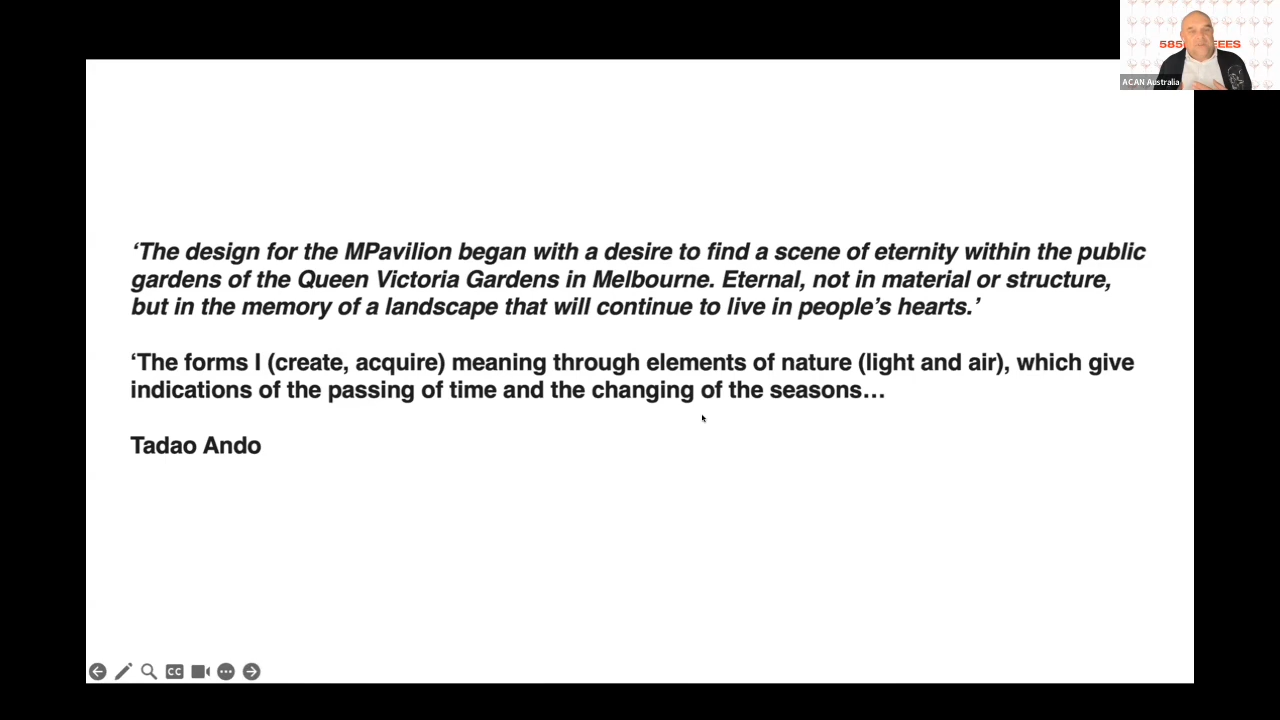 ‘The design for the MPavilion began with a desire to find a scene of eternity within the public
gardens of the Queen Victoria Gardens in Melbourne. Eternal, not in material or structure,
but in the memory of a landscape that will continue to live in people’s hearts.’
‘The forms I (create, acquire) meaning through elements of nature (light and air), which give
indications of the passing of time and the changing of the seasons…
Tadao Ando
ACAN Australia
CC